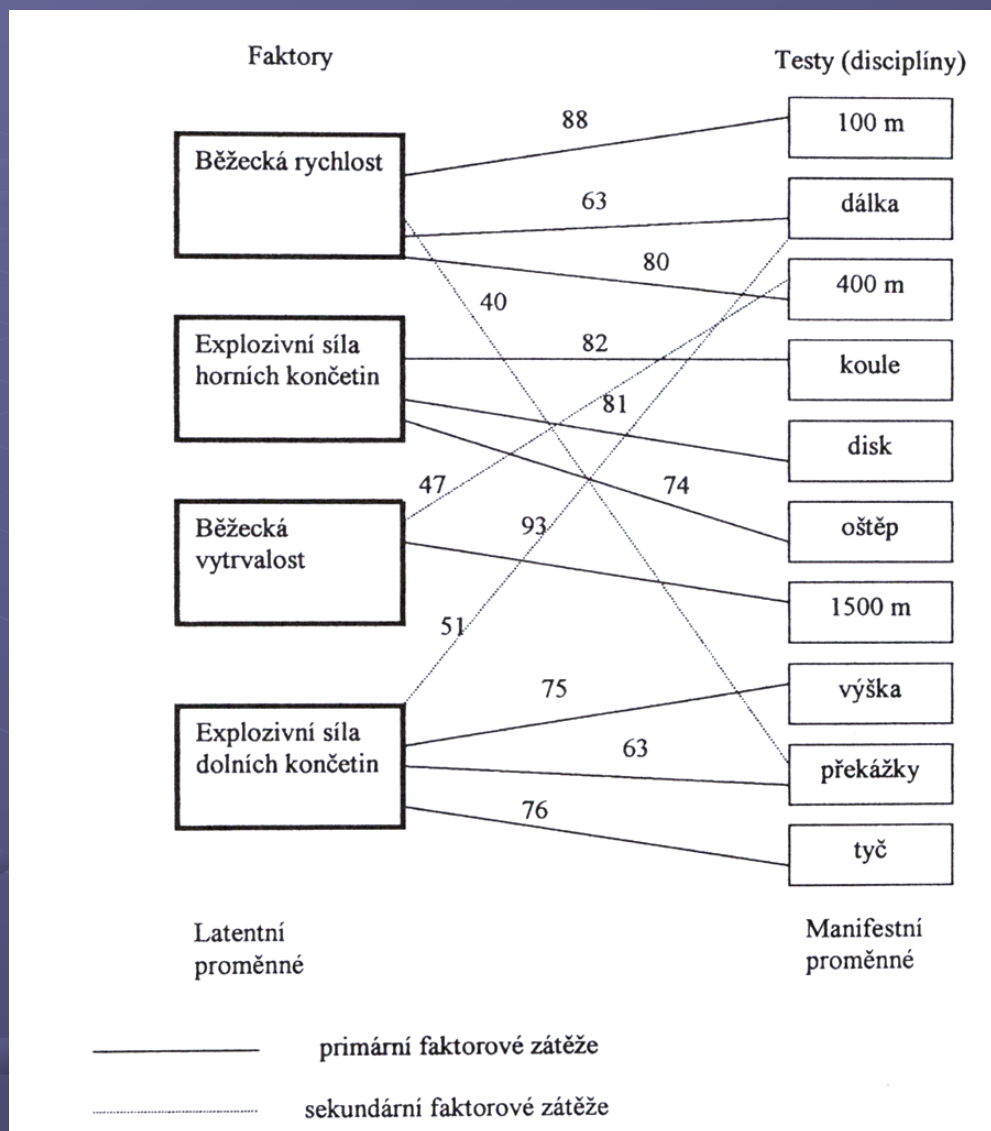 Faktory
Testy (disciplíny)
88
100 m
Běžecká rychlost
63
dálka
80
400 m
40
Explozivní síla
horních končetin
82
koule
81
disk
47
74
Běžecká
vytrvalost
93
oštěp
1500 m
51
75
výška
Explozivní síla
dolních končetin
63
překážky
76
tyč
Latentní
proměnné
Manifestní
proměnné
primární faktorové zátěže
sekundární faktorové zátěže